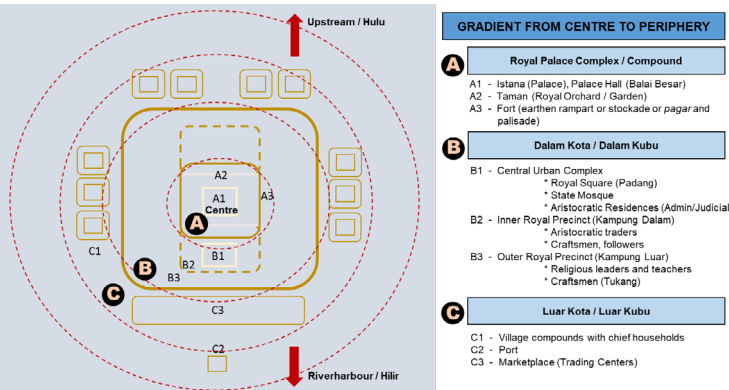 Upstream / Hulu
A2
A1
Centre
A3
A
B1
B2
B3
B
C1
C
C3
C2
Riverharbour / Hilir
GRADIENT FROM CENTRE TO PERIPHERY
A
Royal Palace Complex / Compound
A1 - Istana (Palace), Palace Hall (Balai Besar)
A2 - Taman (Royal Orchard / Garden)
A3 - Fort (earthen rampart or stockade or pagar and
palisade)
B
Dalam Kota / Dalam Kubu
B1 - Central Urban Complex
* Royal Square (Padang)
* State Mosque
* Aristocratic Residences (Admin/Judicial
B2 - Inner Royal Precinct (Kampung Dalam)
* Aristocratic traders
* Craftsmen, followers
B3 - Outer Royal Precinct (Kampung Luar)
* Religious leaders and teachers
* Craftsmen (Tukang)
C
Luar Kota / Luar Kubu
C1 - Village compounds with chief households
C2 - Port
C3 - Marketplace (Trading Centers)